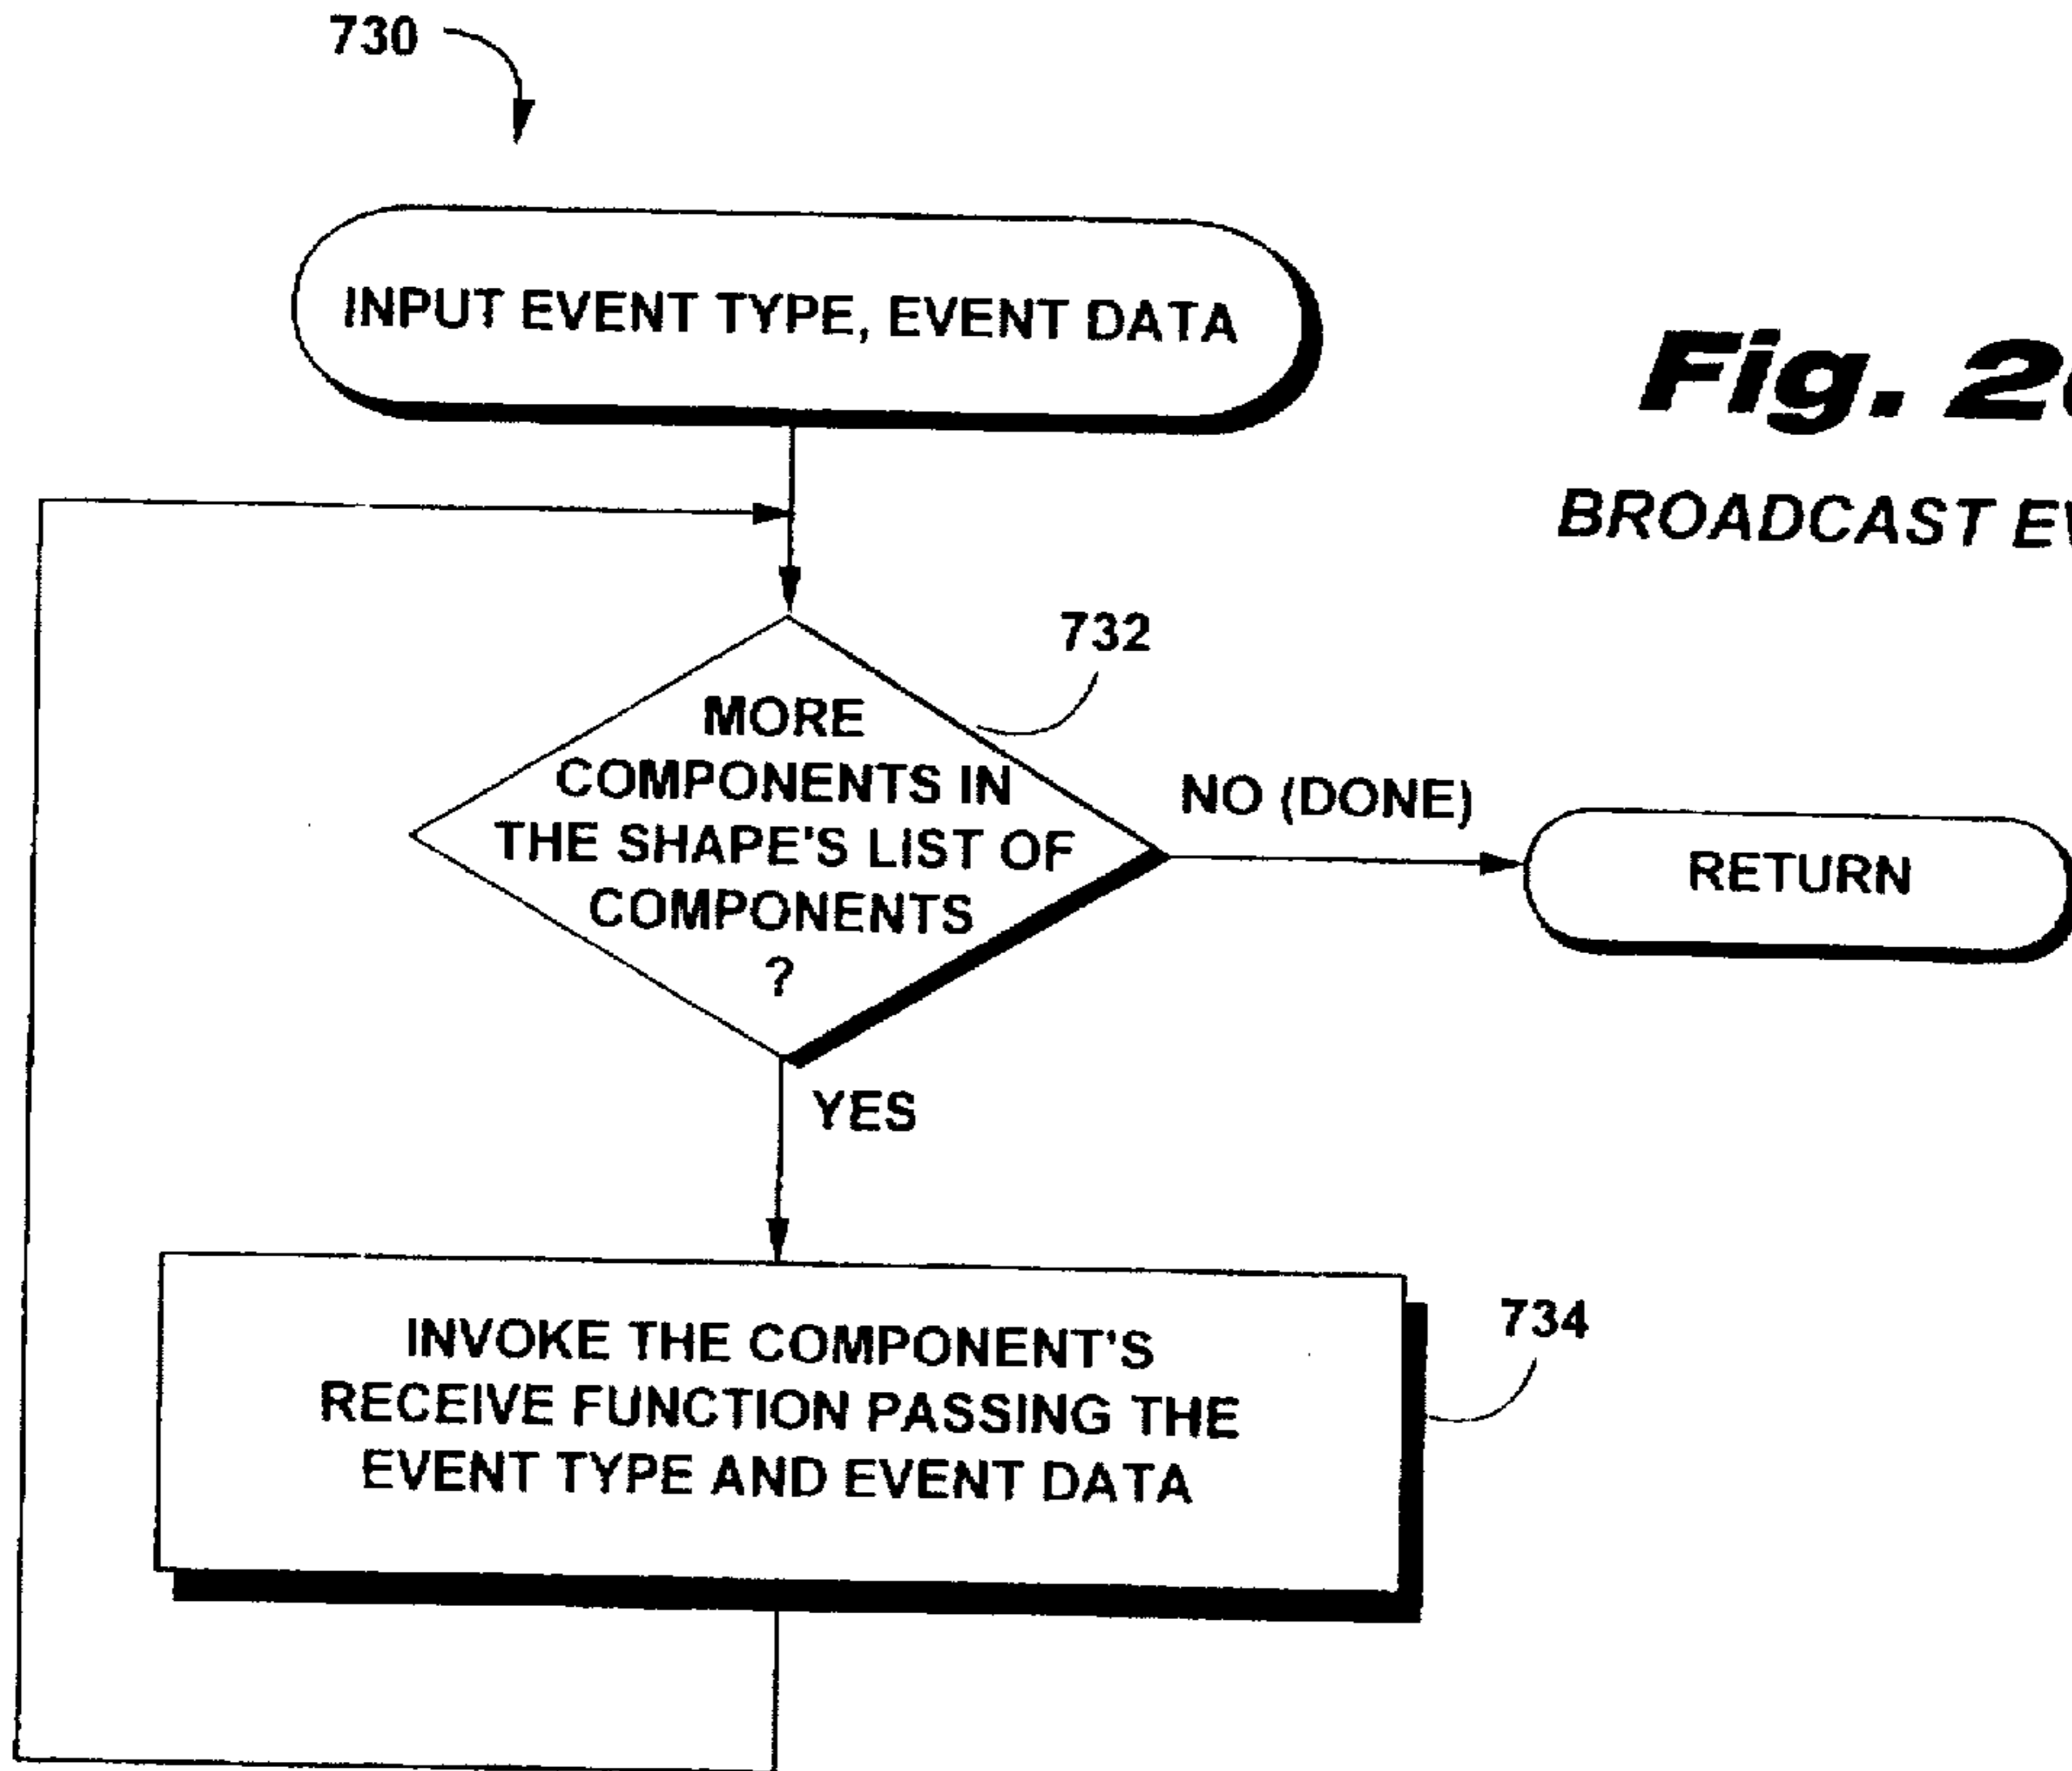 730
INPUT EVENT TYPE, EVENT DATA
Fig.
BROADCAST
732
MORE
COMPONENTS IN
THE SHAPE'S LIST OF
COMPONENTS
?
NO (DONE)
RETURN
YES
INVOKE THE COMPONENT'S
RECEIVE FUNCTION PASSING THE
EVENT TYPE AND EVENT DATA
734